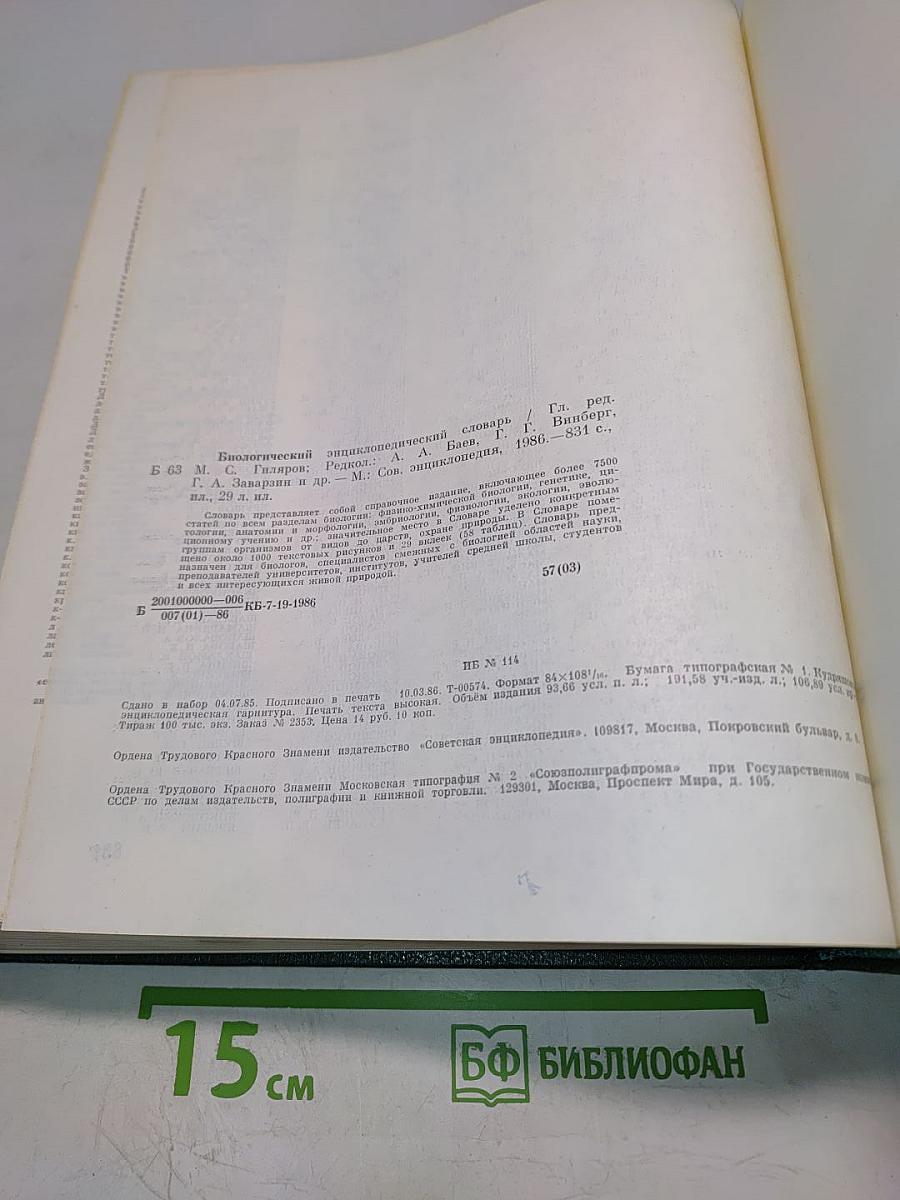 Биологический энциклопедический словарь / Гл. ред.
Б 63 М. С. Гиляров; Редкол.: А. А. Баев, Г. Г. Винберг,
Г. А. Заварзин и др. — М.: Сов. энциклопедия, 1986.—831 с.,
ил., 29 л. ил.
Словарь представляет собой справочное издание, включающее более 7500
статей по всем разделам биологии: физико-химической биологии, генетике, ци-
тологии, анатомии и морфологии, эмбриологии, физиологии, экологии, эволю-
ционному учению и др.; значительное место в Словаре уделено конкретным
группам организмов от видов до царств, охране природы. В Словаре поме-
щено около 1000 текстовых рисунков и 29 вклеек (58 таблиц). Словарь пред-
назначен для биологов, специалистов смежных с биологией областей науки,
преподавателей университетов, институтов, учителей средней школы, студентов
и всех интересующихся живой природой.
Б 2001000000—006 КБ-7-19-1986 57(03)
007(01)—86
ИБ № 114
Сдано в набор 04.07.85. Подписано в печать 10.03.86. Т-00574. Формат 84×108¹/₁₆. Бумага типографская № 1.
энциклопедическая гарнитура. Печать текста высокая. Объём издания 93,66 усл. п. л.; 191,58 уч.-изд. л.; 106,89 усл.
Тираж 100 тыс. экз. Заказ № 2353. Цена 14 руб. 10 коп.
Ордена Трудового Красного Знамени издательство «Советская энциклопедия». 109817, Москва, Покровский бульвар, д. 8.
Ордена Трудового Красного Знамени Московская типография № 2 «Союзполиграфпрома» при Государственном
СССР по делам издательств, полиграфии и книжной торговли. 129301, Москва, Проспект Мира, д. 105.
15 см
БФ БИБЛИОФАН